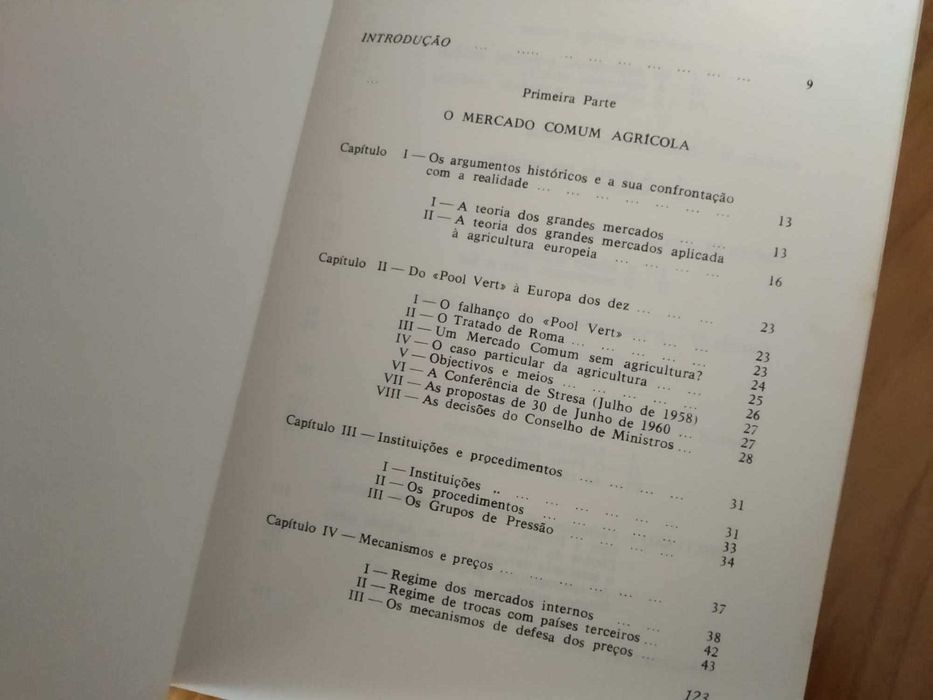 INTRODUÇÃO ... ..... ... ... ... ... ... ... ... 9
...
Primeira Parte
O MERCADO COMUM AGRÍCOLA
Capítulo I — Os argumentos históricos e a sua confrontação
com a realidade ... ... ... ... ... ... ... 13
I — A teoria dos grandes mercados ... ... 13
II — A teoria dos grandes mercados aplicada
à agricultura europeia ... ... ... ... 16
Capítulo II — Do «Pool Vert» à Europa dos dez ... ... ... 23
I — O falhanço do «Pool Vert» ... ... ... 23
II — O Tratado de Roma ... ... ... ... ... 23
III — Um Mercado Comum sem agricultura? 24
IV — O caso particular da agricultura ... 25
V — Objectivos e meios ... ... ... ... ... 26
VI — A Conferência de Stresa (Julho de 1958) 27
VII — As propostas de 30 de Junho de 1960 ... 27
VIII — As decisões do Conselho de Ministros ... 28
Capítulo III — Instituições e procedimentos ... ... ... ... 31
I — Instituições ,, ... ... ... ... ... ... 31
II — Os procedimentos ... ... ... ... ... 33
III — Os Grupos de Pressão ... ... ... ... 34
Capítulo IV — Mecanismos e preços ... ... ... ... ... ... 37
I — Regime dos mercados internos ... ... 38
II — Regime de trocas com países terceiros ... 42
III — Os mecanismos de defesa dos preços ... 43
123